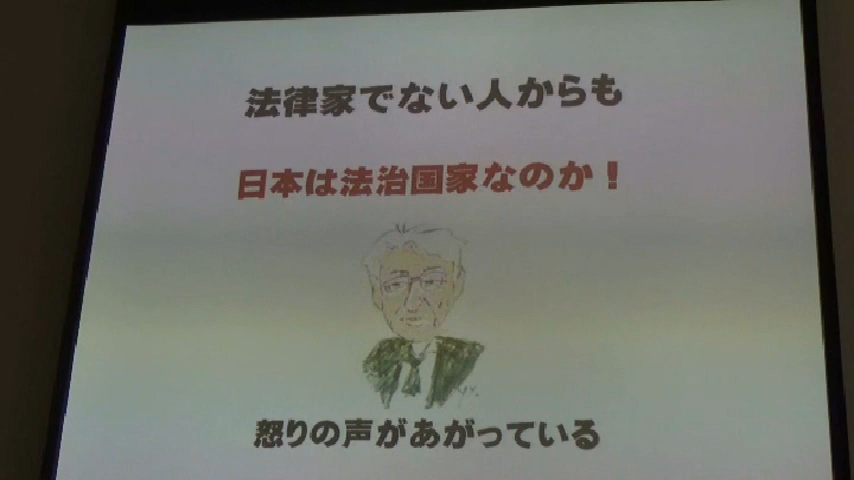 法律家でない人からも
日本は法治国家なのか！
怒りの声があがっている